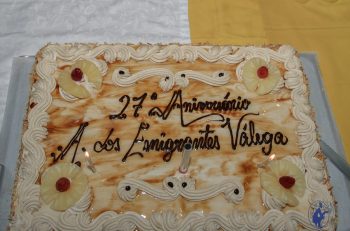 27º Aniversário
A. dos Emigrantes Válega